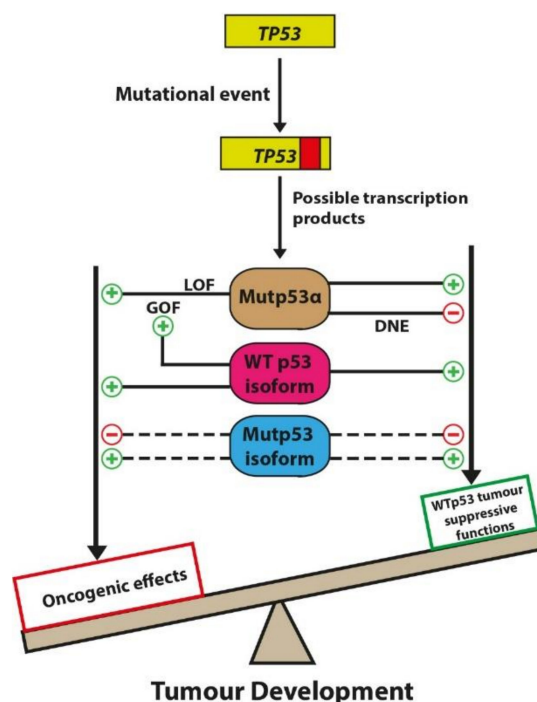 TP53
Mutational event
TP53
Possible transcription
products
LOF
Mutp53α
GOF
DNE
WT p53
isoform
Mutp53
isoform
WTp53 tumour
suppressive
functions
Oncogenic effects
Tumour Development